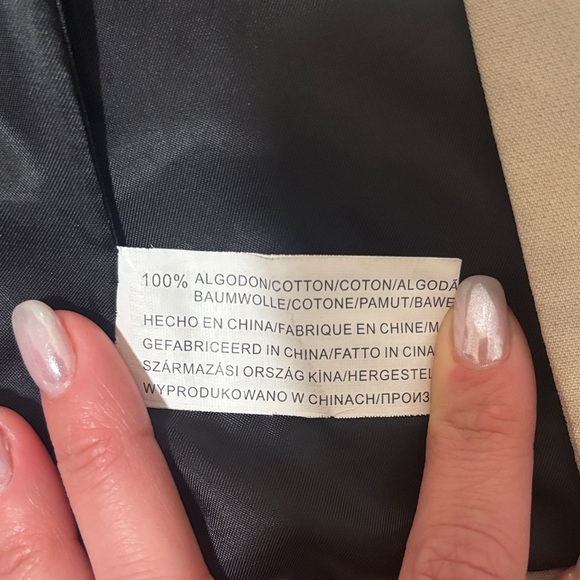 100% ALGODON/COTTON/COTON/ALGODÃ
BAUMWOLLE/COTONE/PAMUT/BAWE
HECHO EN CHINA/FABRIQUE EN CHINE/M
GEFABRICEERD IN CHINA/FATTO IN CINA
SZÁRMAZÁSI ORSZÁG KÍNA/HERGESTEL
WYPRODUKOWANO W CHINACH/ПРОИЗ